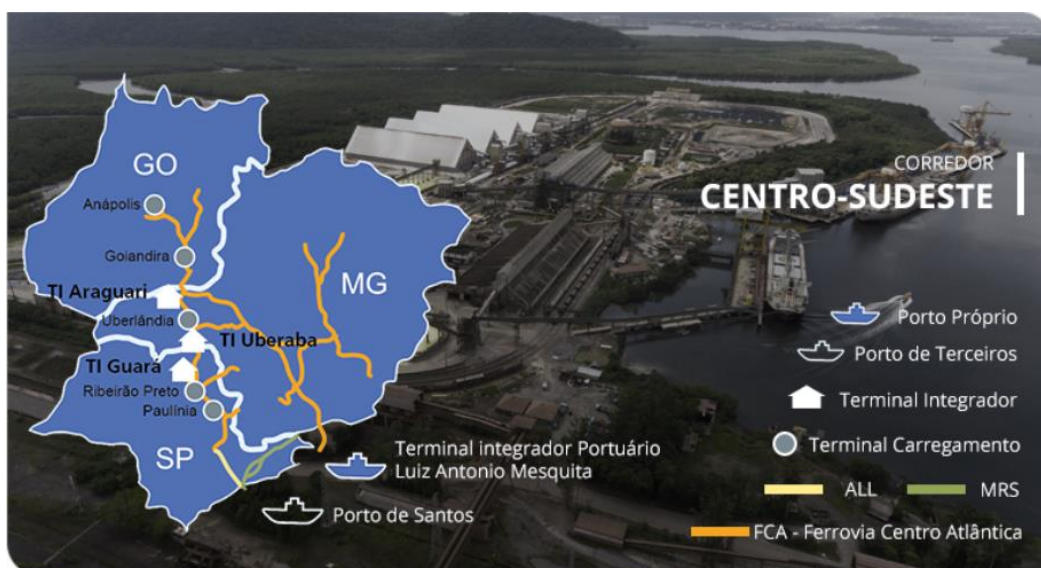 CORREDOR
CENTRO-SUDESTE
GO
Anápolis
Goiandira
TI Araguari
MG
Uberlândia
TI Uberaba
TI Guará
Ribeirão Preto
Paulínia
SP
Terminal integrador Portuário
Luiz Antonio Mesquita
Porto de Santos
Porto Próprio
Porto de Terceiros
Terminal Integrador
Terminal Carregamento
ALL
MRS
FCA - Ferrovia Centro Atlântica